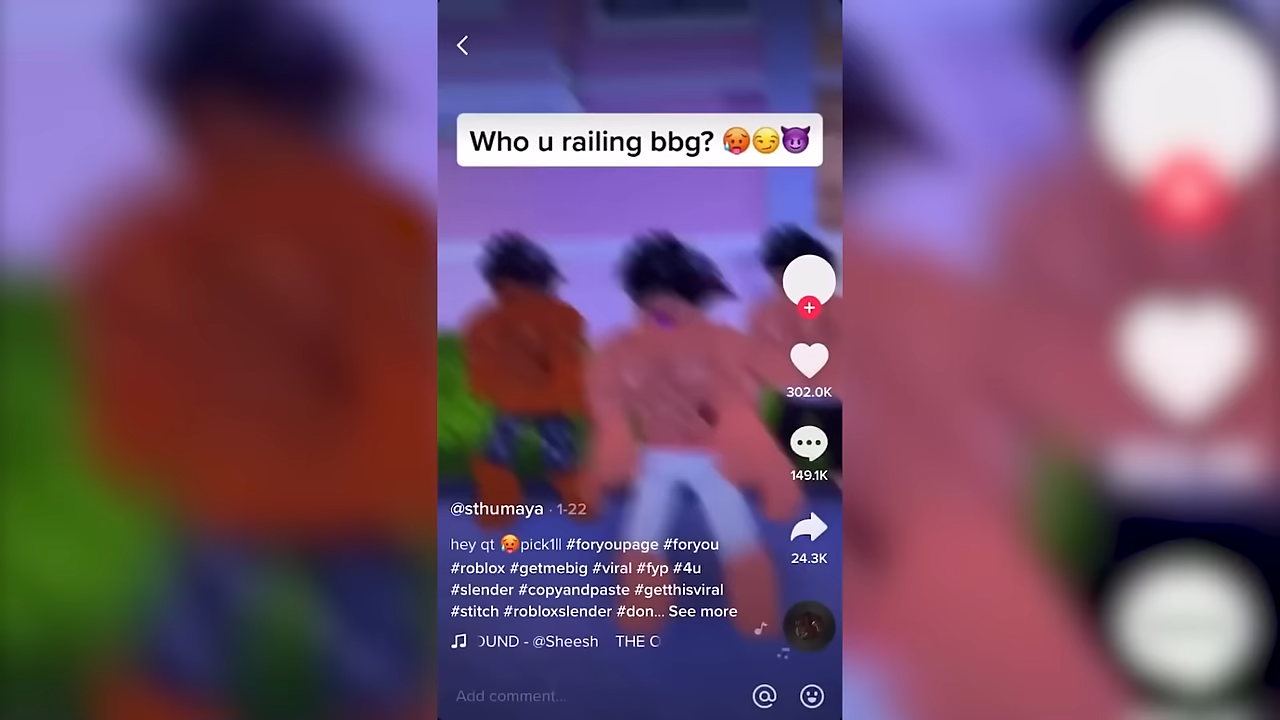 Who u railing bbg? 🥵😏😈
302.0K
149.1K
24.3K
@sthumaya · 1-22
hey qt 🥵pick1ll #foryoupage #foryou
#roblox #getmebig #viral #fyp #4u
#slender #copyandpaste #getthisviral
#stitch #robloxslender #don... See more
OUND - @Sheesh THE O
Add comment...